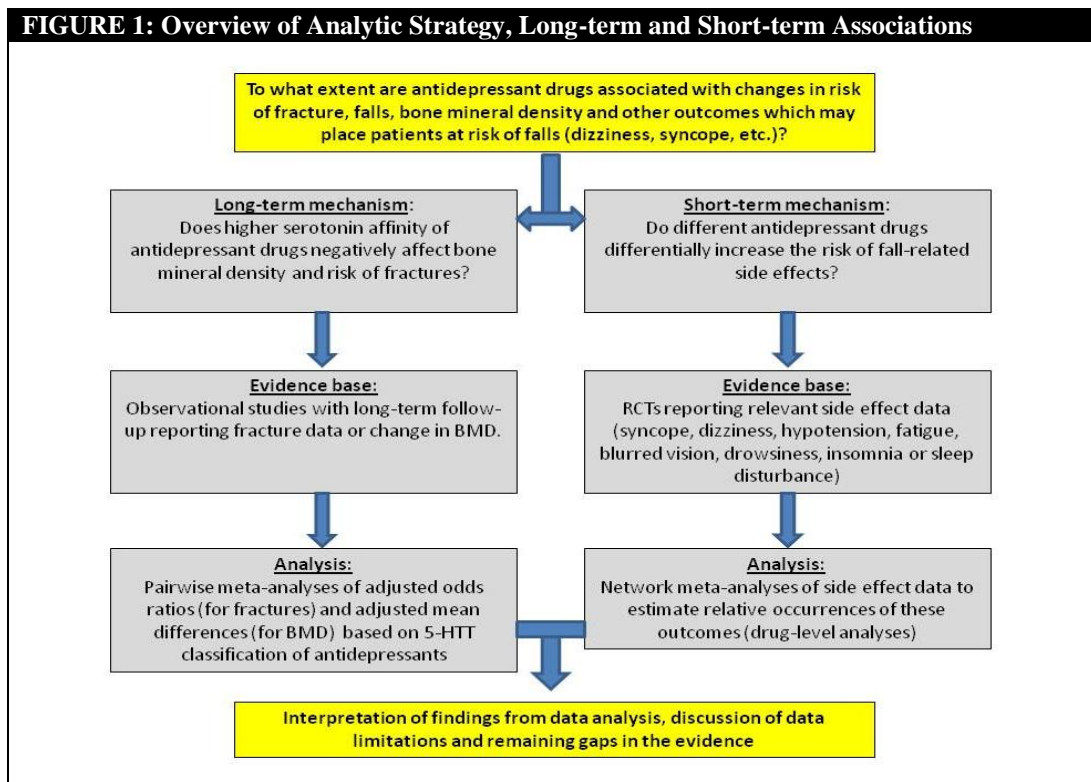 FIGURE 1: Overview of Analytic Strategy, Long-term and Short-term Associations
To what extent are antidepressant drugs associated with changes in risk
of fracture, falls, bone mineral density and other outcomes which may
place patients at risk of falls (dizziness, syncope, etc.)?
Long-term mechanism:
Does higher serotonin affinity of
antidepressant drugs negatively affect bone
mineral density and risk of fractures?
Short-term mechanism:
Do different antidepressant drugs
differentially increase the risk of fall-related
side effects?
Evidence base:
Observational studies with long-term follow-
up reporting fracture data or change in BMD.
Evidence base:
RCTs reporting relevant side effect data
(syncope, dizziness, hypotension, fatigue,
blurred vision, drowsiness, insomnia or sleep
disturbance)
Analysis:
Pairwise meta-analyses of adjusted odds
ratios (for fractures) and adjusted mean
differences (for BMD) based on 5-HTT
classification of antidepressants
Analysis:
Network meta-analyses of side effect data to
estimate relative occurrences of these
outcomes (drug-level analyses)
Interpretation of findings from data analysis, discussion of data
limitations and remaining gaps in the evidence